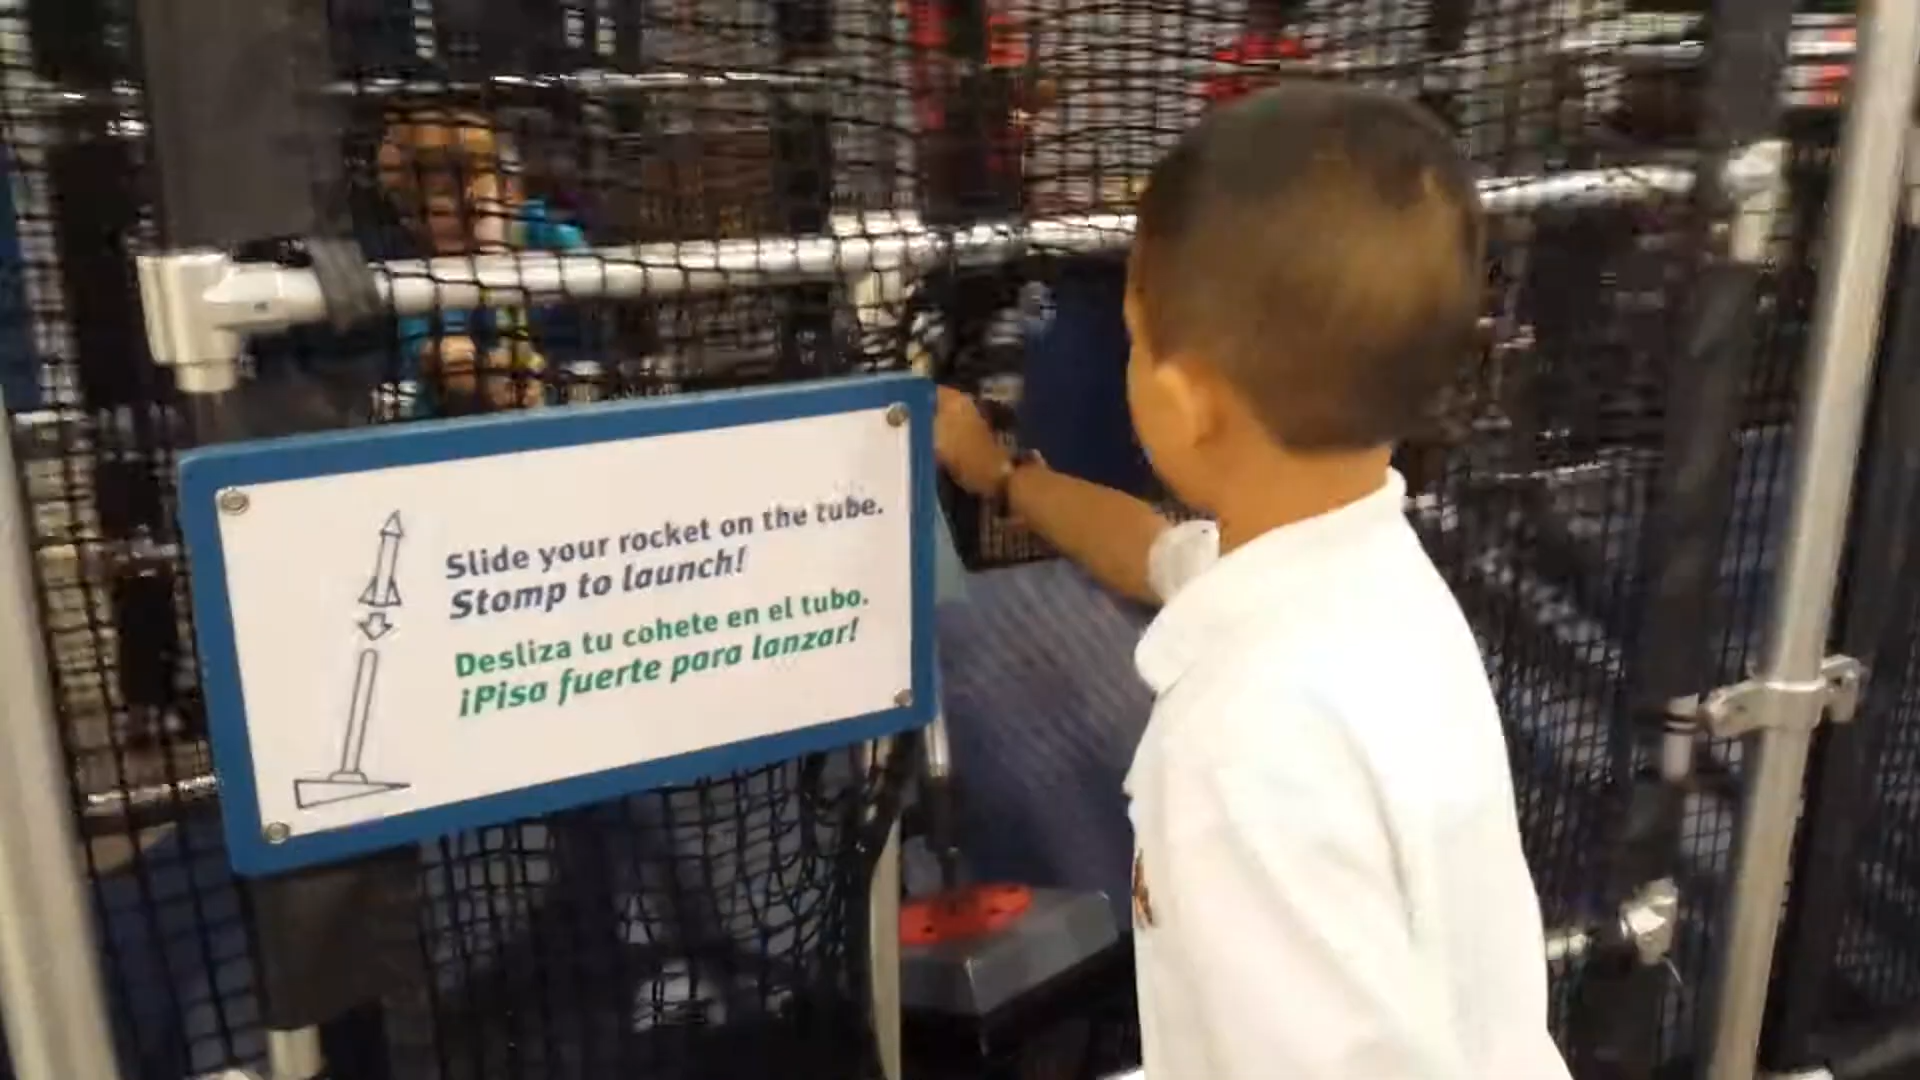 Slide your rocket on the tube.
Stomp to launch!
Desliza tu cohete en el tubo.
¡Pisa fuerte para lanzar!